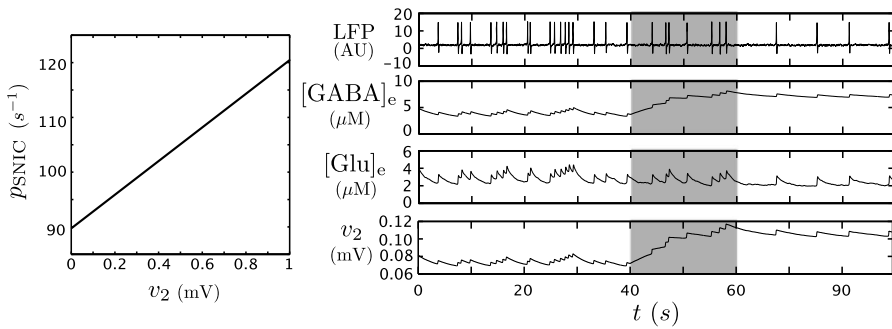 120
110
100
90
p_SNIC (s⁻¹)
0 0.2 0.4 0.6 0.8 1
v₂ (mV)
LFP
(AU)
20
10
0
−10
[GABA]ₑ
(μM)
10
5
0
[Glu]ₑ
(μM)
6
4
2
0
v₂
(mV)
0.12
0.10
0.08
0.06
0 20 40 60 80 90
t (s)